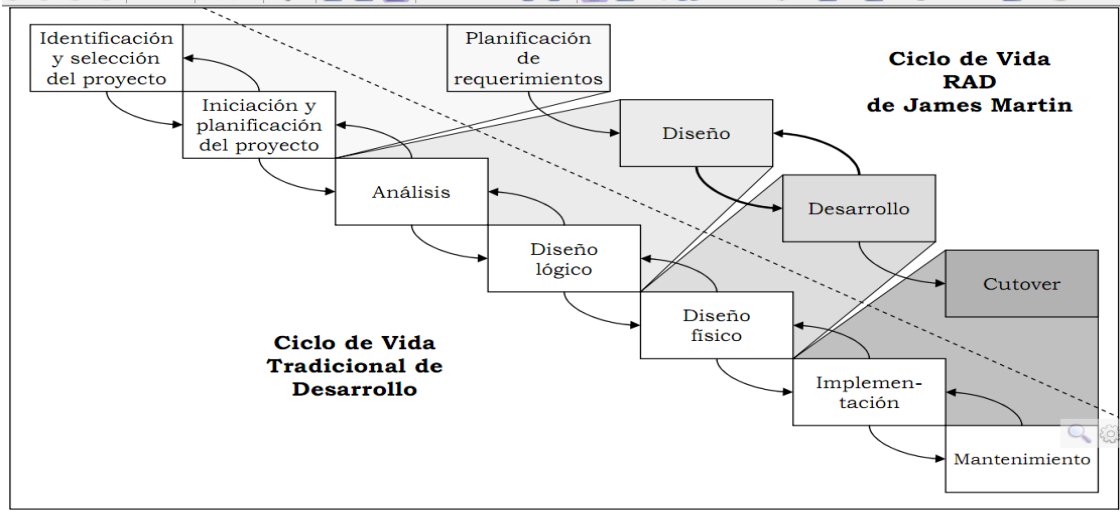 Identificación
y selección
del proyecto
Planificación
de
requerimientos
Ciclo de Vida
RAD
de James Martin
Iniciación y
planificación
del proyecto
Diseño
Análisis
Desarrollo
Diseño
lógico
Cutover
Diseño
físico
Ciclo de Vida
Tradicional de
Desarrollo
Implemen-
tación
Mantenimiento